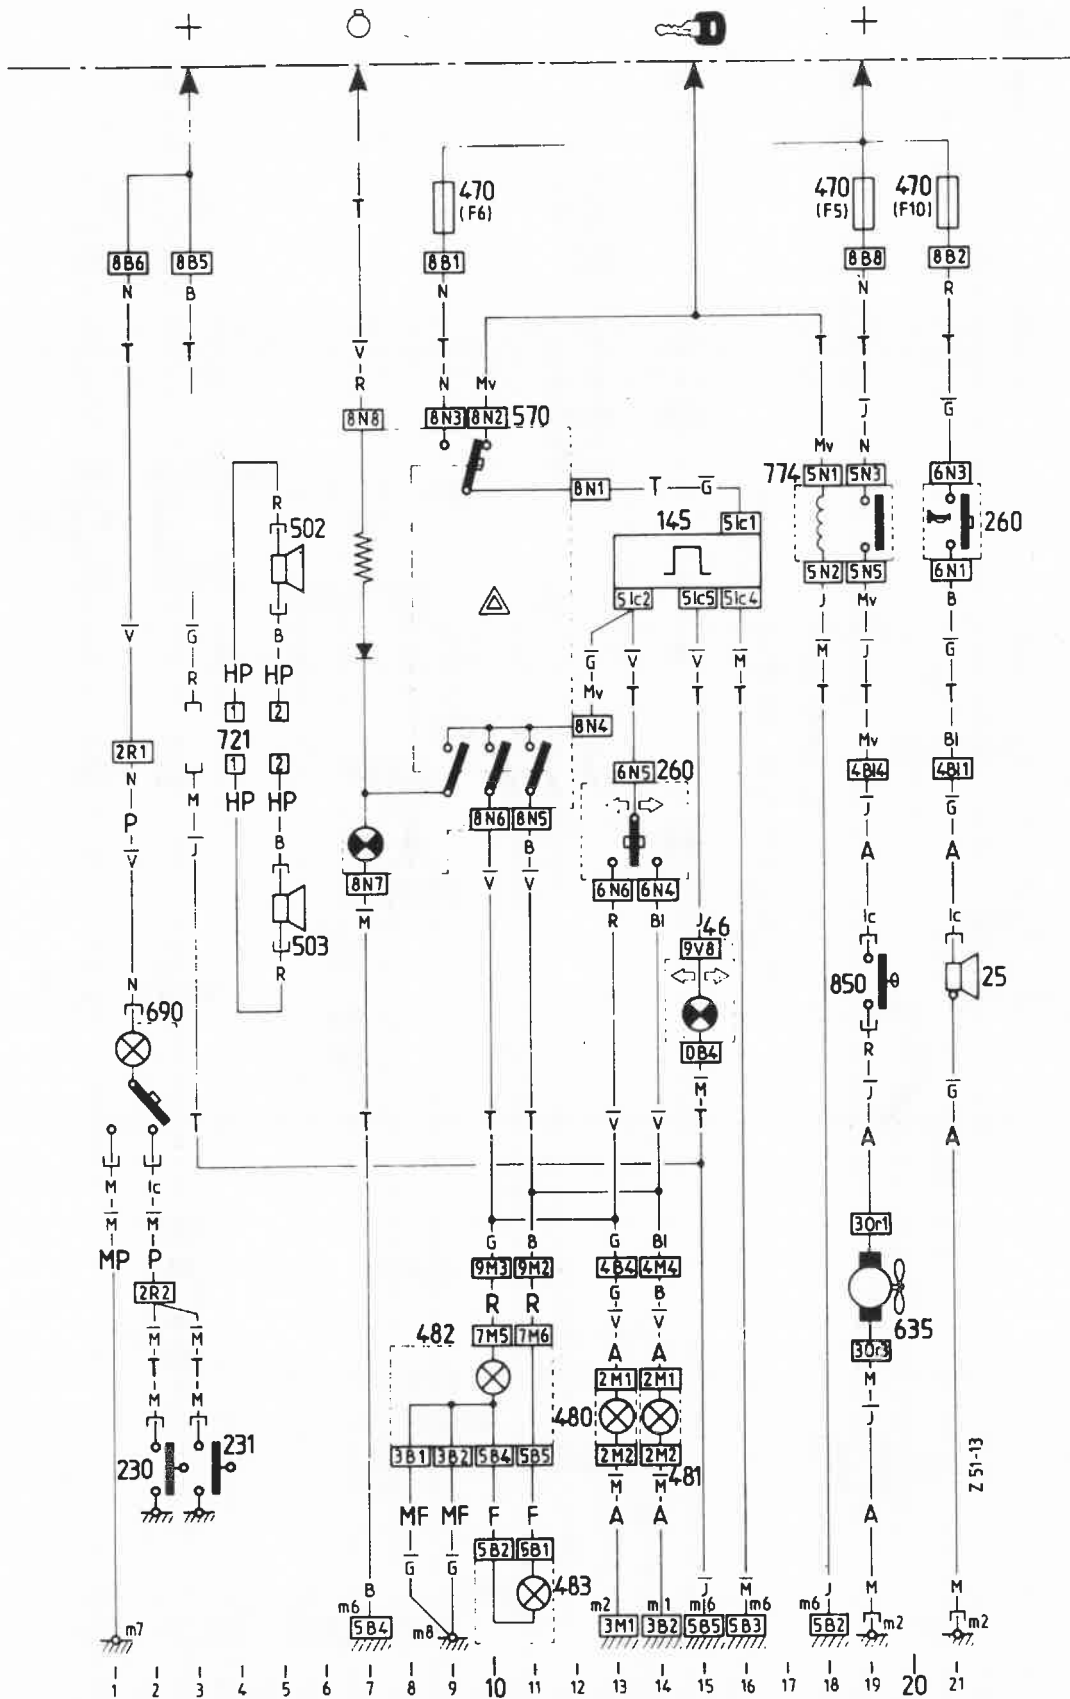 + +
470 (F6)
470 (F5)
470 (F10)
8B6 8B5 8B1 8B8 8B2
N B N N R
T T T T T T T
V
R N Mv J G
8N8 8N3 8N2 570
Mv N
774 5N1 5N3 6N3
8N1 T G
145 5Ic1
260
R 502
5N2 5N5 6N1
5Ic2 5Ic5 5Ic4
J Mv B
V G B G V V M M J G
R HP HP Mv T T T T T T
1 2 8N4
721
2R1 1 2 6N5 260
Mv Bl
4B14 4B11
N M HP HP
8N6 8N5
J G
P J B B A A
V 8N7 V V 6N6 6N4
M R Bl
Ic Ic
503 J 46
9V8
N R
850 25
690
0B4
R
M J G
T T T T V V T A A
M Ic
M M
MP P
G B G Bl
3Or1
2R2 9M3 9M2 4B4 4M4
R R G B
V V
635
M M 482 7M5 7M6 A A
3Or3
T T 2M1 2M1
M M M
480 J
231
230 3B1 3B2 5B4 5B5 2M2 2M2 481
M M
MF MF F F A A A
Z 51-13
5B2 5B1
G G
483
B J M J M M
m7 m6 m8 m2 m1 m6 m6 m6 m2 m2
5B4 3M1 3B2 5B5 5B3 5B2
1 2 3 4 5 6 7 8 9 10 11 12 13 14 15 16 17 18 19 20 21